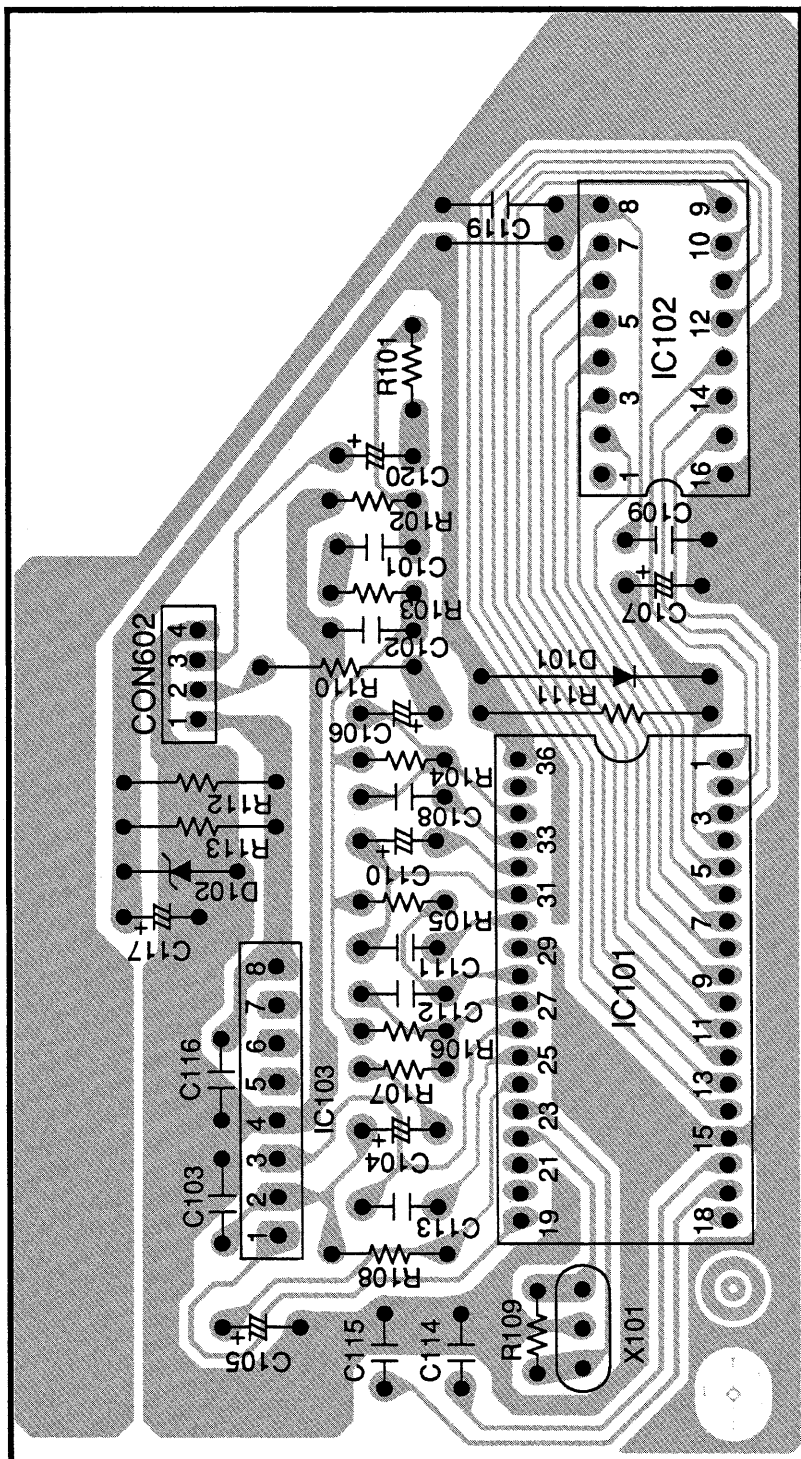 C119
8
7
5
3
1
9
10
12
14
16
IC102
R101
C120
+
R102
C101
R103
C102
R110
C109
C107
+
CON602
1 2 3 4
D101
R111
C106
+
R104
C108
C110
+
R105
C111
C112
R106
R107
C104
+
C113
R108
R112
R113
D102
C117
+
C116
C103
IC103
1 2 3 4 5 6 7 8
36
33
31
29
27
25
23
21
19
1
3
5
7
9
11
13
15
18
IC101
C105
+
C115
C114
R109
X101